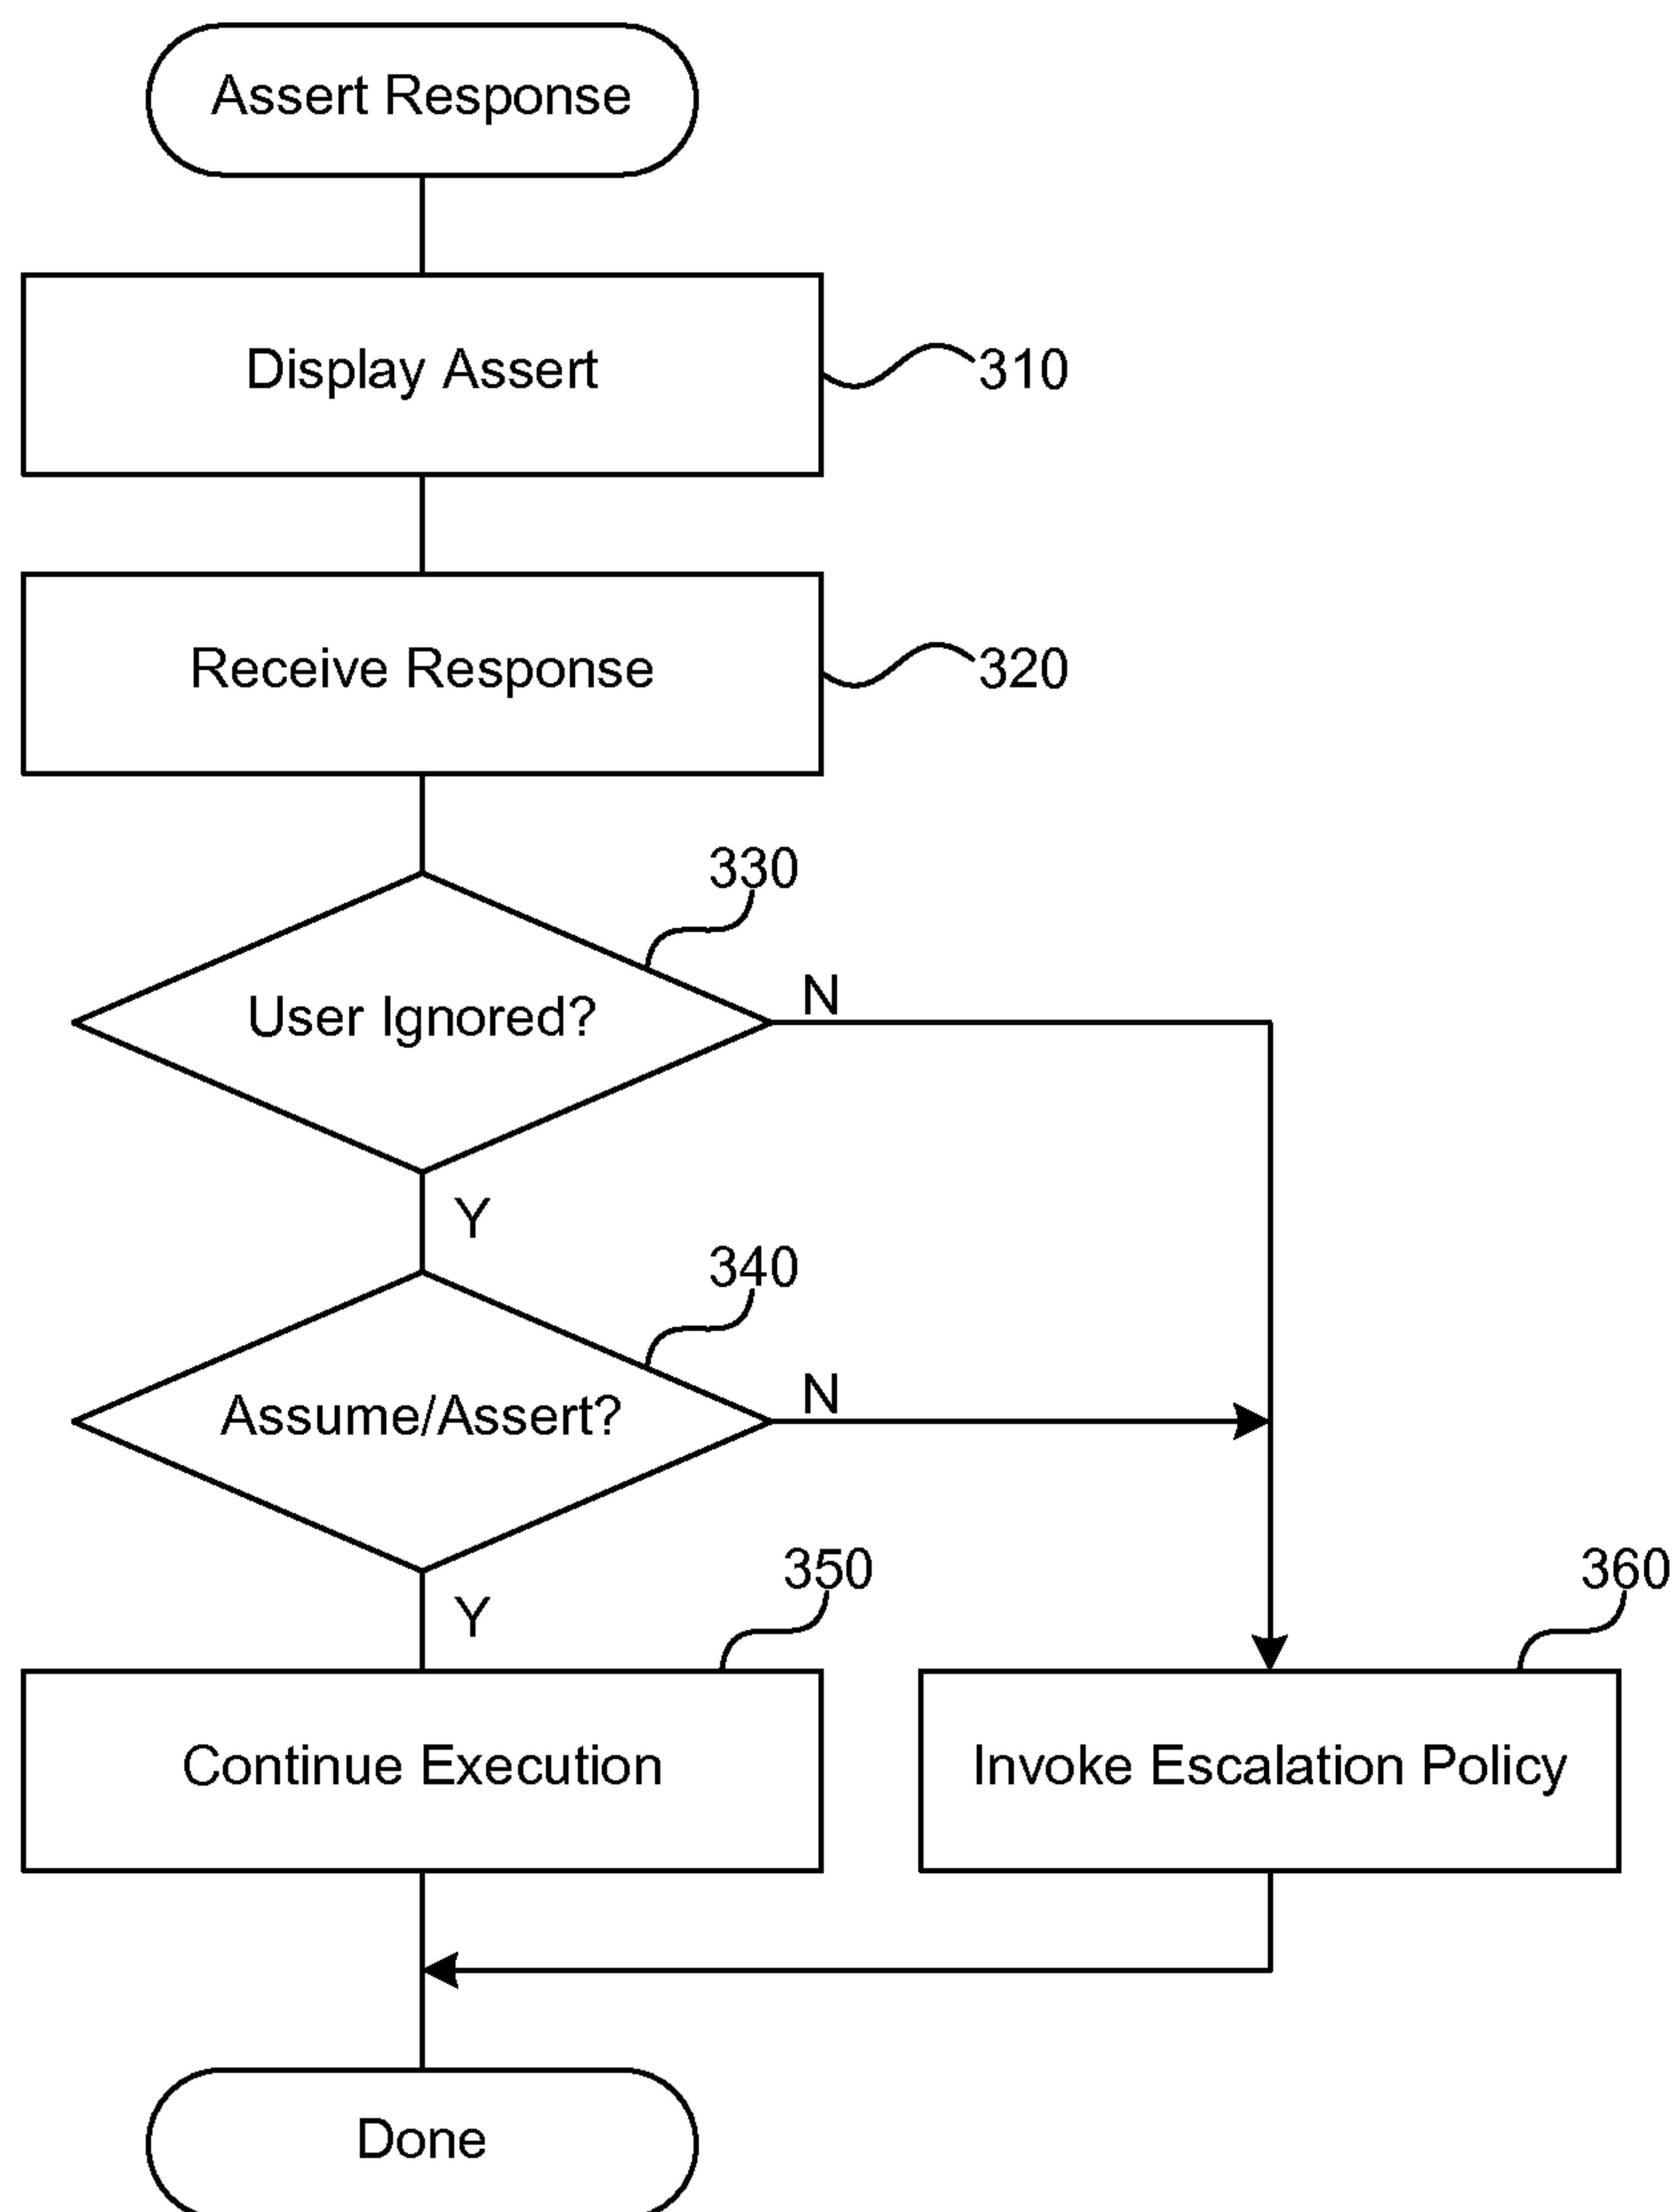 Assert Response
Display Assert
310
Receive Response
320
330
User Ignored?
N
Y
340
Assume/Assert?
N
Y
350
360
Continue Execution
Invoke Escalation Policy
Done